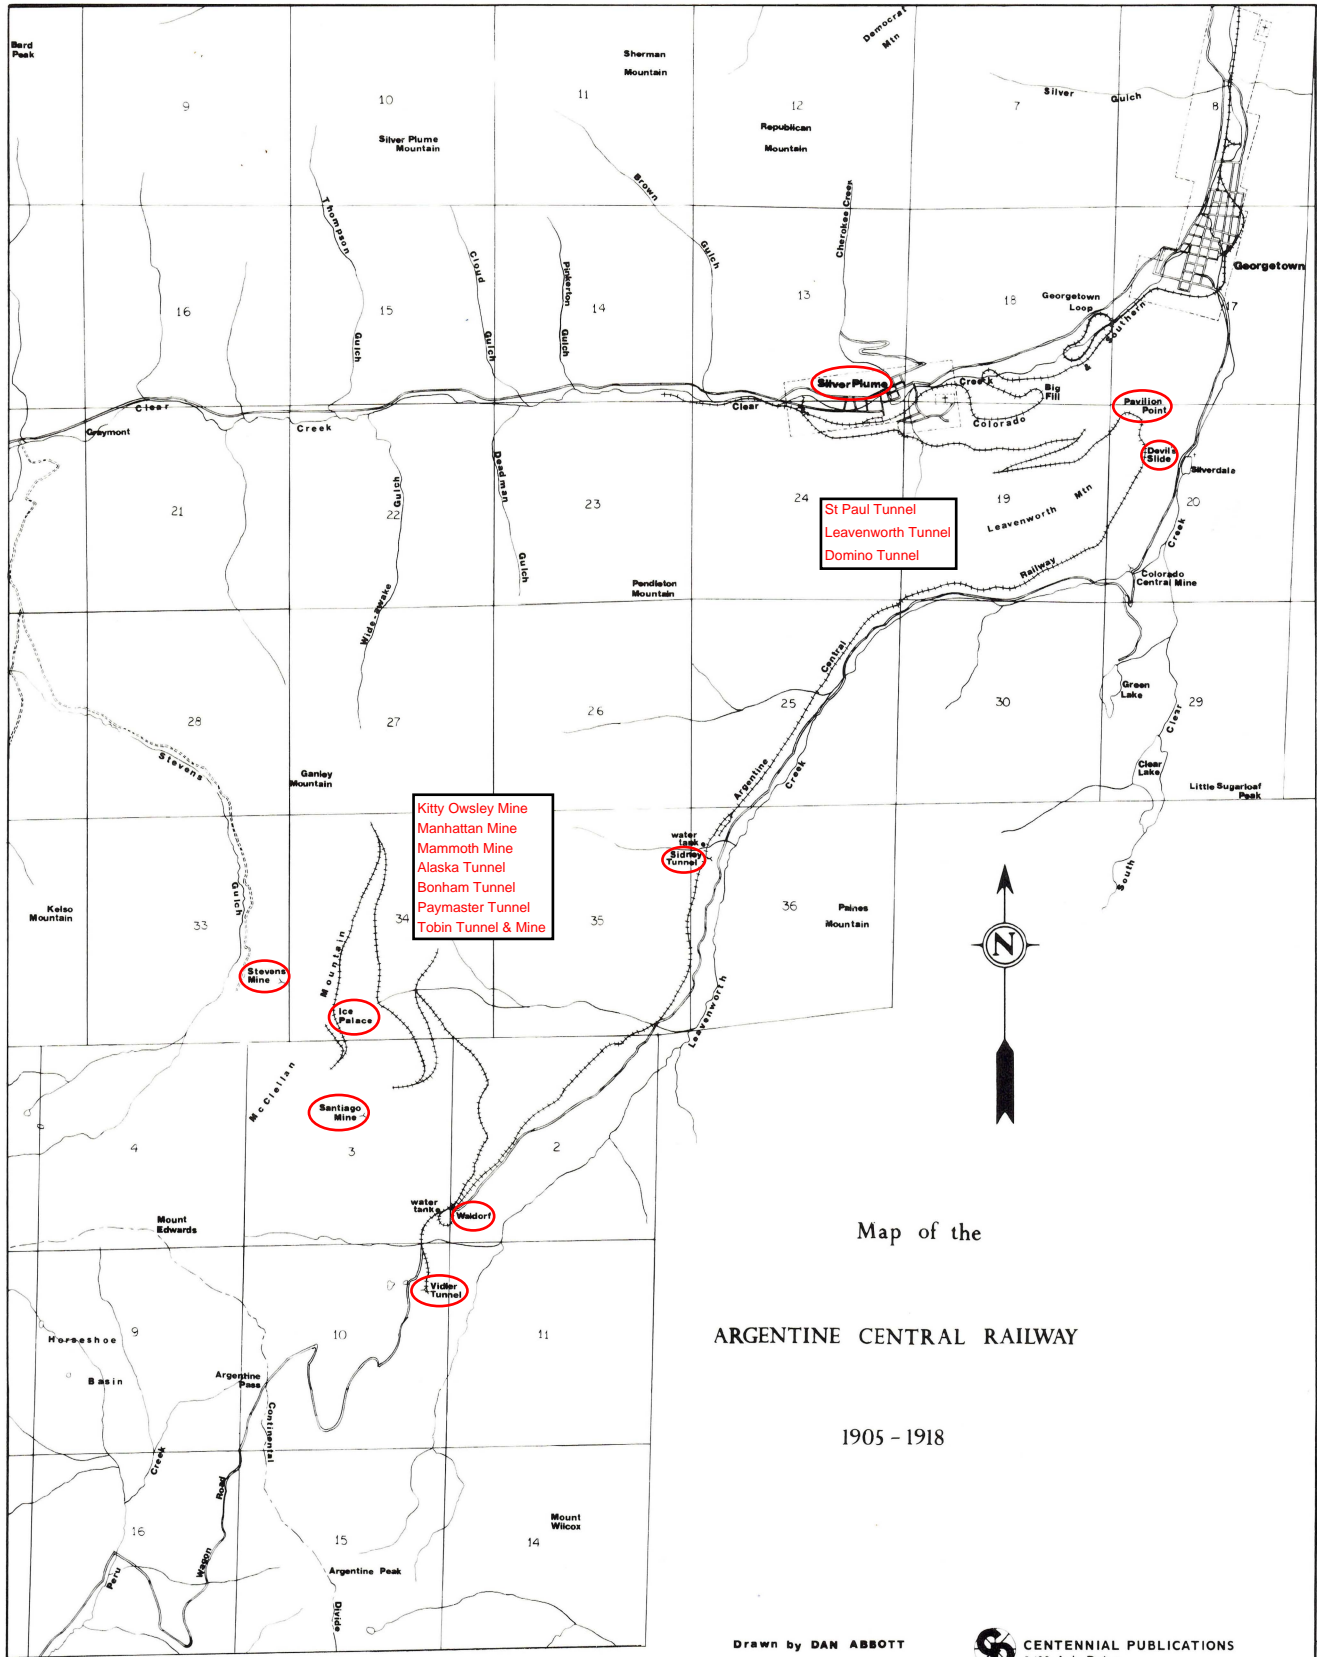 Bard
Peak
Sherman
Mountain
Democrat
Mtn
Silver Gulch
9
10
11
12
7
8
Silver Plume
Mountain
Republican
Mountain
Thompson
Gulch
Cloud
Gulch
Pinkerton
Gulch
Brown
Gulch
Cherokee Creek
Georgetown
16
15
14
13
18
17
Georgetown
Loop
Southern
&
Colorado
Silver Plume
Creek
Big
Fill
Clear
Creek
Clear
Graymont
Pavilion
Point
Devil's
Slide
Silverdale
Deadman
Gulch
Gulch
Wide-awake
21
22
23
24
19
20
Leavenworth Mtn
St Paul Tunnel
Leavenworth Tunnel
Domino Tunnel
Creek
Railway
Colorado
Central Mine
Pendleton
Mountain
Central
Argentine
Creek
Green
Lake
28
27
26
25
30
29
Clear
Stevens
Gulch
Ganley
Mountain
Clear
Lake
Little Sugarloaf
Peak
South
Kitty Owsley Mine
Manhattan Mine
Mammoth Mine
Alaska Tunnel
Bonham Tunnel
Paymaster Tunnel
Tobin Tunnel & Mine
water
tank
Sidney
Tunnel
Kelso
Mountain
33
34
35
36
Paines
Mountain
N
Stevens
Mine
Mountain
Ice
Palace
Leavenworth
McClellan
Santiago
Mine
4
3
2
water
tank
Waldorf
Mount
Edwards
Vidler
Tunnel
Map of the
ARGENTINE CENTRAL RAILWAY
1905 - 1918
Horseshoe
Basin
9
10
11
Argentine
Pass
Continental
Creek
Road
Wagon
Peru
16
15
14
Mount
Wilcox
Argentine Peak
Divide
Drawn by DAN ABBOTT
CENTENNIAL PUBLICATIONS